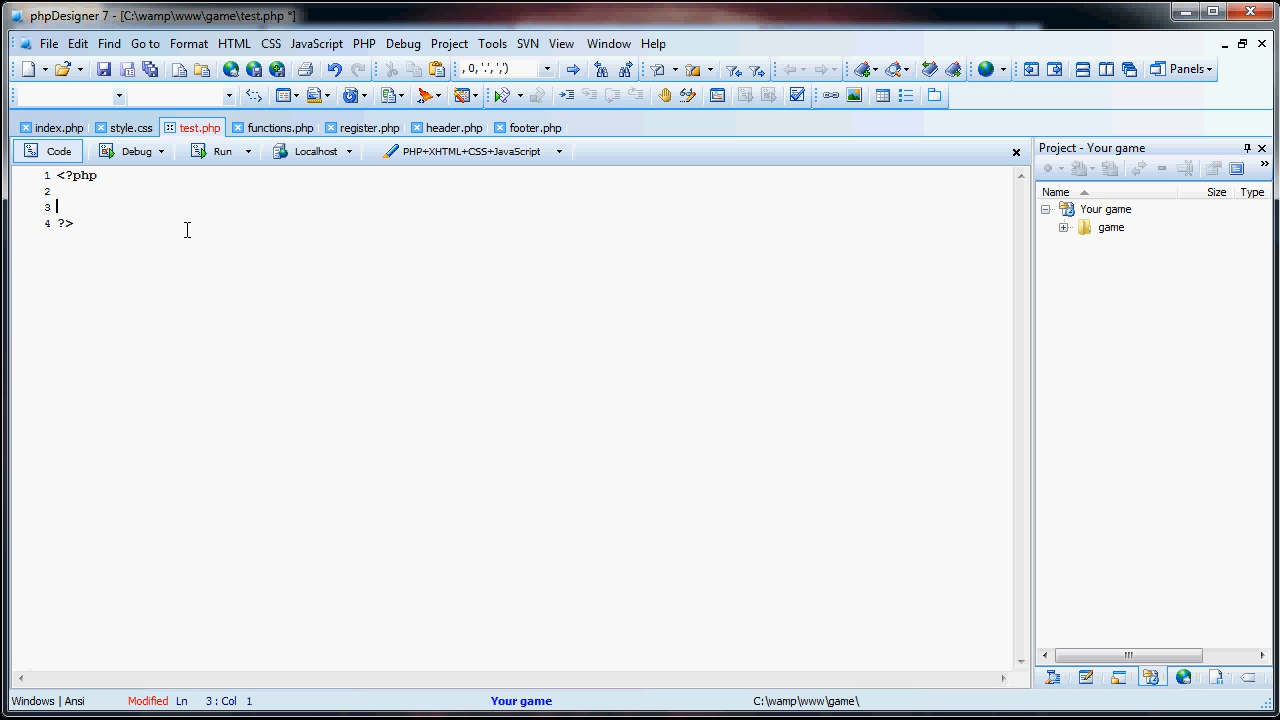 phpDesigner 7 - [C:\wamp\www\game\test.php *]
File Edit Find Go to Format HTML CSS JavaScript PHP Debug Project Tools SVN View Window Help
, 0, '.', ',')
Panels
index.php style.css test.php functions.php register.php header.php footer.php
Code Debug Run Localhost PHP+XHTML+CSS+JavaScript
Project - Your game
Name Size Type
Your game
game
1 <?php
2
3
4 ?>
Windows | Ansi Modified Ln 3 : Col 1 Your game C:\wamp\www\game\